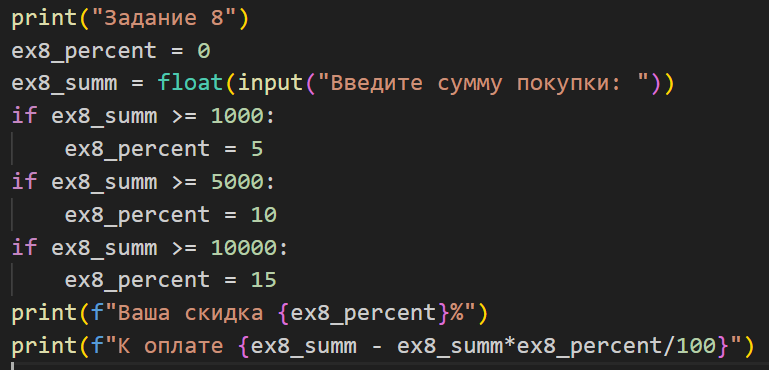 print("Задание 8")
ex8_percent = 0
ex8_summ = float(input("Введите сумму покупки: "))
if ex8_summ >= 1000:
    ex8_percent = 5
if ex8_summ >= 5000:
    ex8_percent = 10
if ex8_summ >= 10000:
    ex8_percent = 15
print(f"Ваша скидка {ex8_percent}%")
print(f"К оплате {ex8_summ - ex8_summ*ex8_percent/100}")